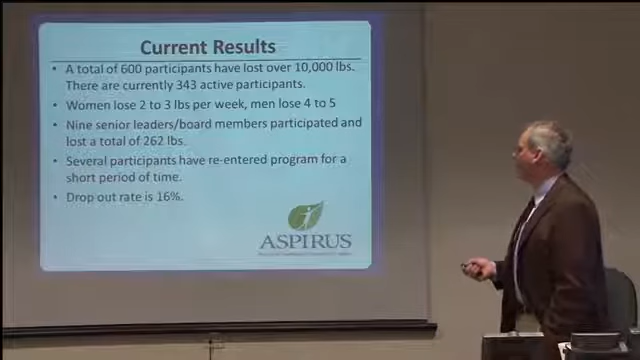 Current Results
• A total of 600 participants have lost over 10,000 lbs.
There are currently 343 active participants.
• Women lose 2 to 3 lbs per week, men lose 4 to 5
• Nine senior leaders/board members participated and
lost a total of 262 lbs.
• Several participants have re-entered program for a
short period of time.
• Drop out rate is 16%.
ASPIRUS